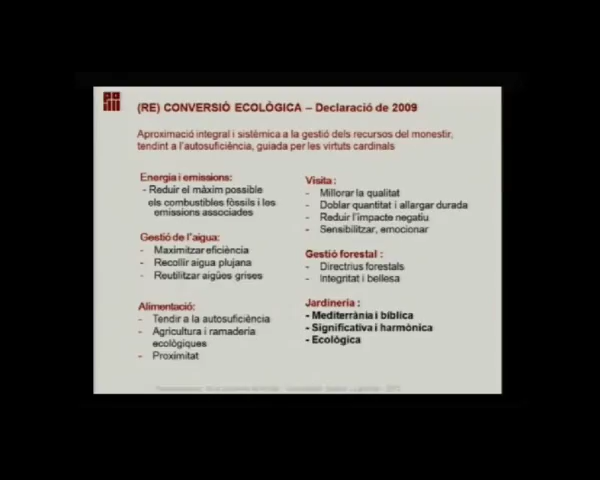 (RE) CONVERSIÓ ECOLÒGICA – Declaració de 2009
Aproximació integral i sistèmica a la gestió dels recursos del monestir,
tendint a l'autosuficiència, guiada per les virtuts cardinals
Energia i emissions:
- Reduir el màxim possible
els combustibles fòssils i les
emissions associades
Gestió de l'aigua:
- Maximitzar eficiència
- Recollir aigua plujana
- Reutilitzar aigües grises
Alimentació:
- Tendir a la autosuficiència
- Agricultura i ramaderia
ecològiques
- Proximitat
Visita :
- Millorar la qualitat
- Doblar quantitat i allargar durada
- Reduir l'impacte negatiu
- Sensibilitzar, emocionar
Gestió forestal :
- Directrius forestals
- Integritat i bellesa
Jardineria :
- Mediterrània i bíblica
- Significativa i harmònica
- Ecològica